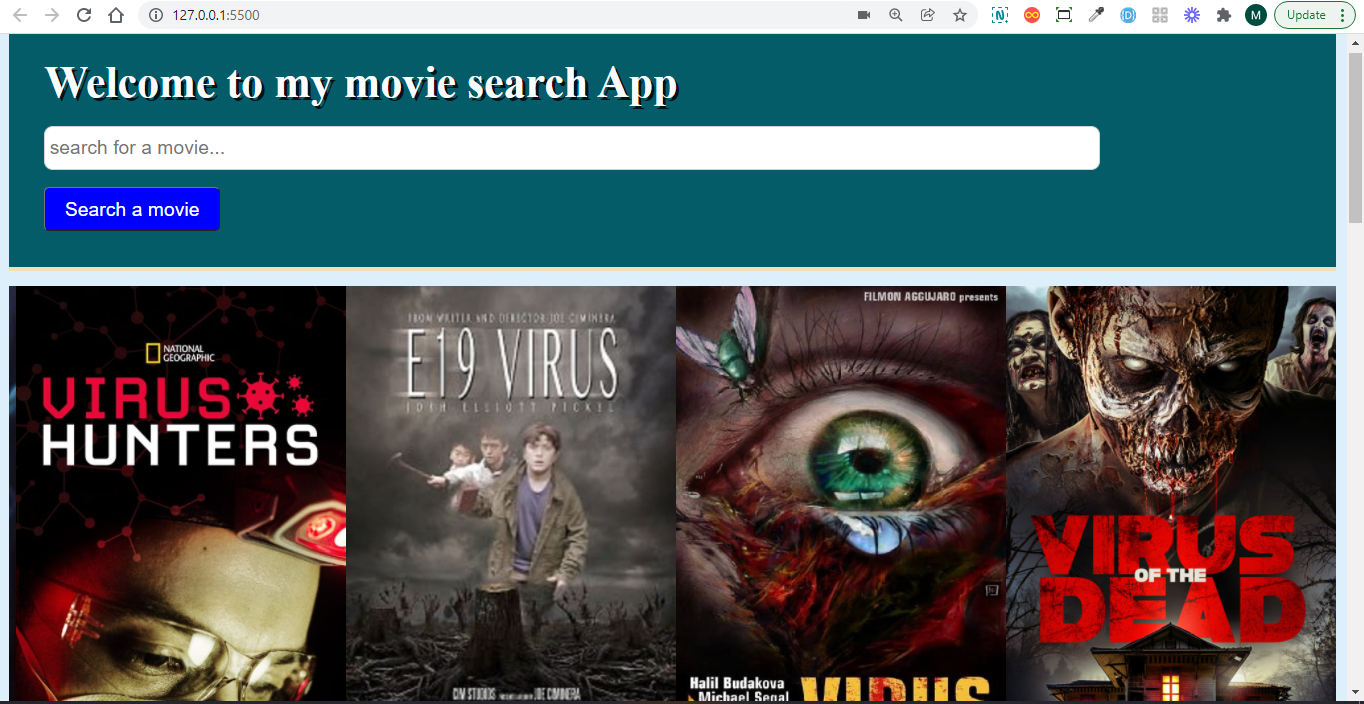 127.0.0.1:5500
M
Update
Welcome to my movie search App
search for a movie...
Search a movie
NATIONAL
GEOGRAPHIC
VIRUS
HUNTERS
FROM WRITER AND DIRECTOR JOE CIMINERA
E19 VIRUS
JOSH ELLIOTT PICKEL
CIV STUDIOS
JOE CIMINERA
FILMON AGGUJARO presents
Halil Budakova
Michael Segal
VIRUS
VIRUS
OF THE
DEAD